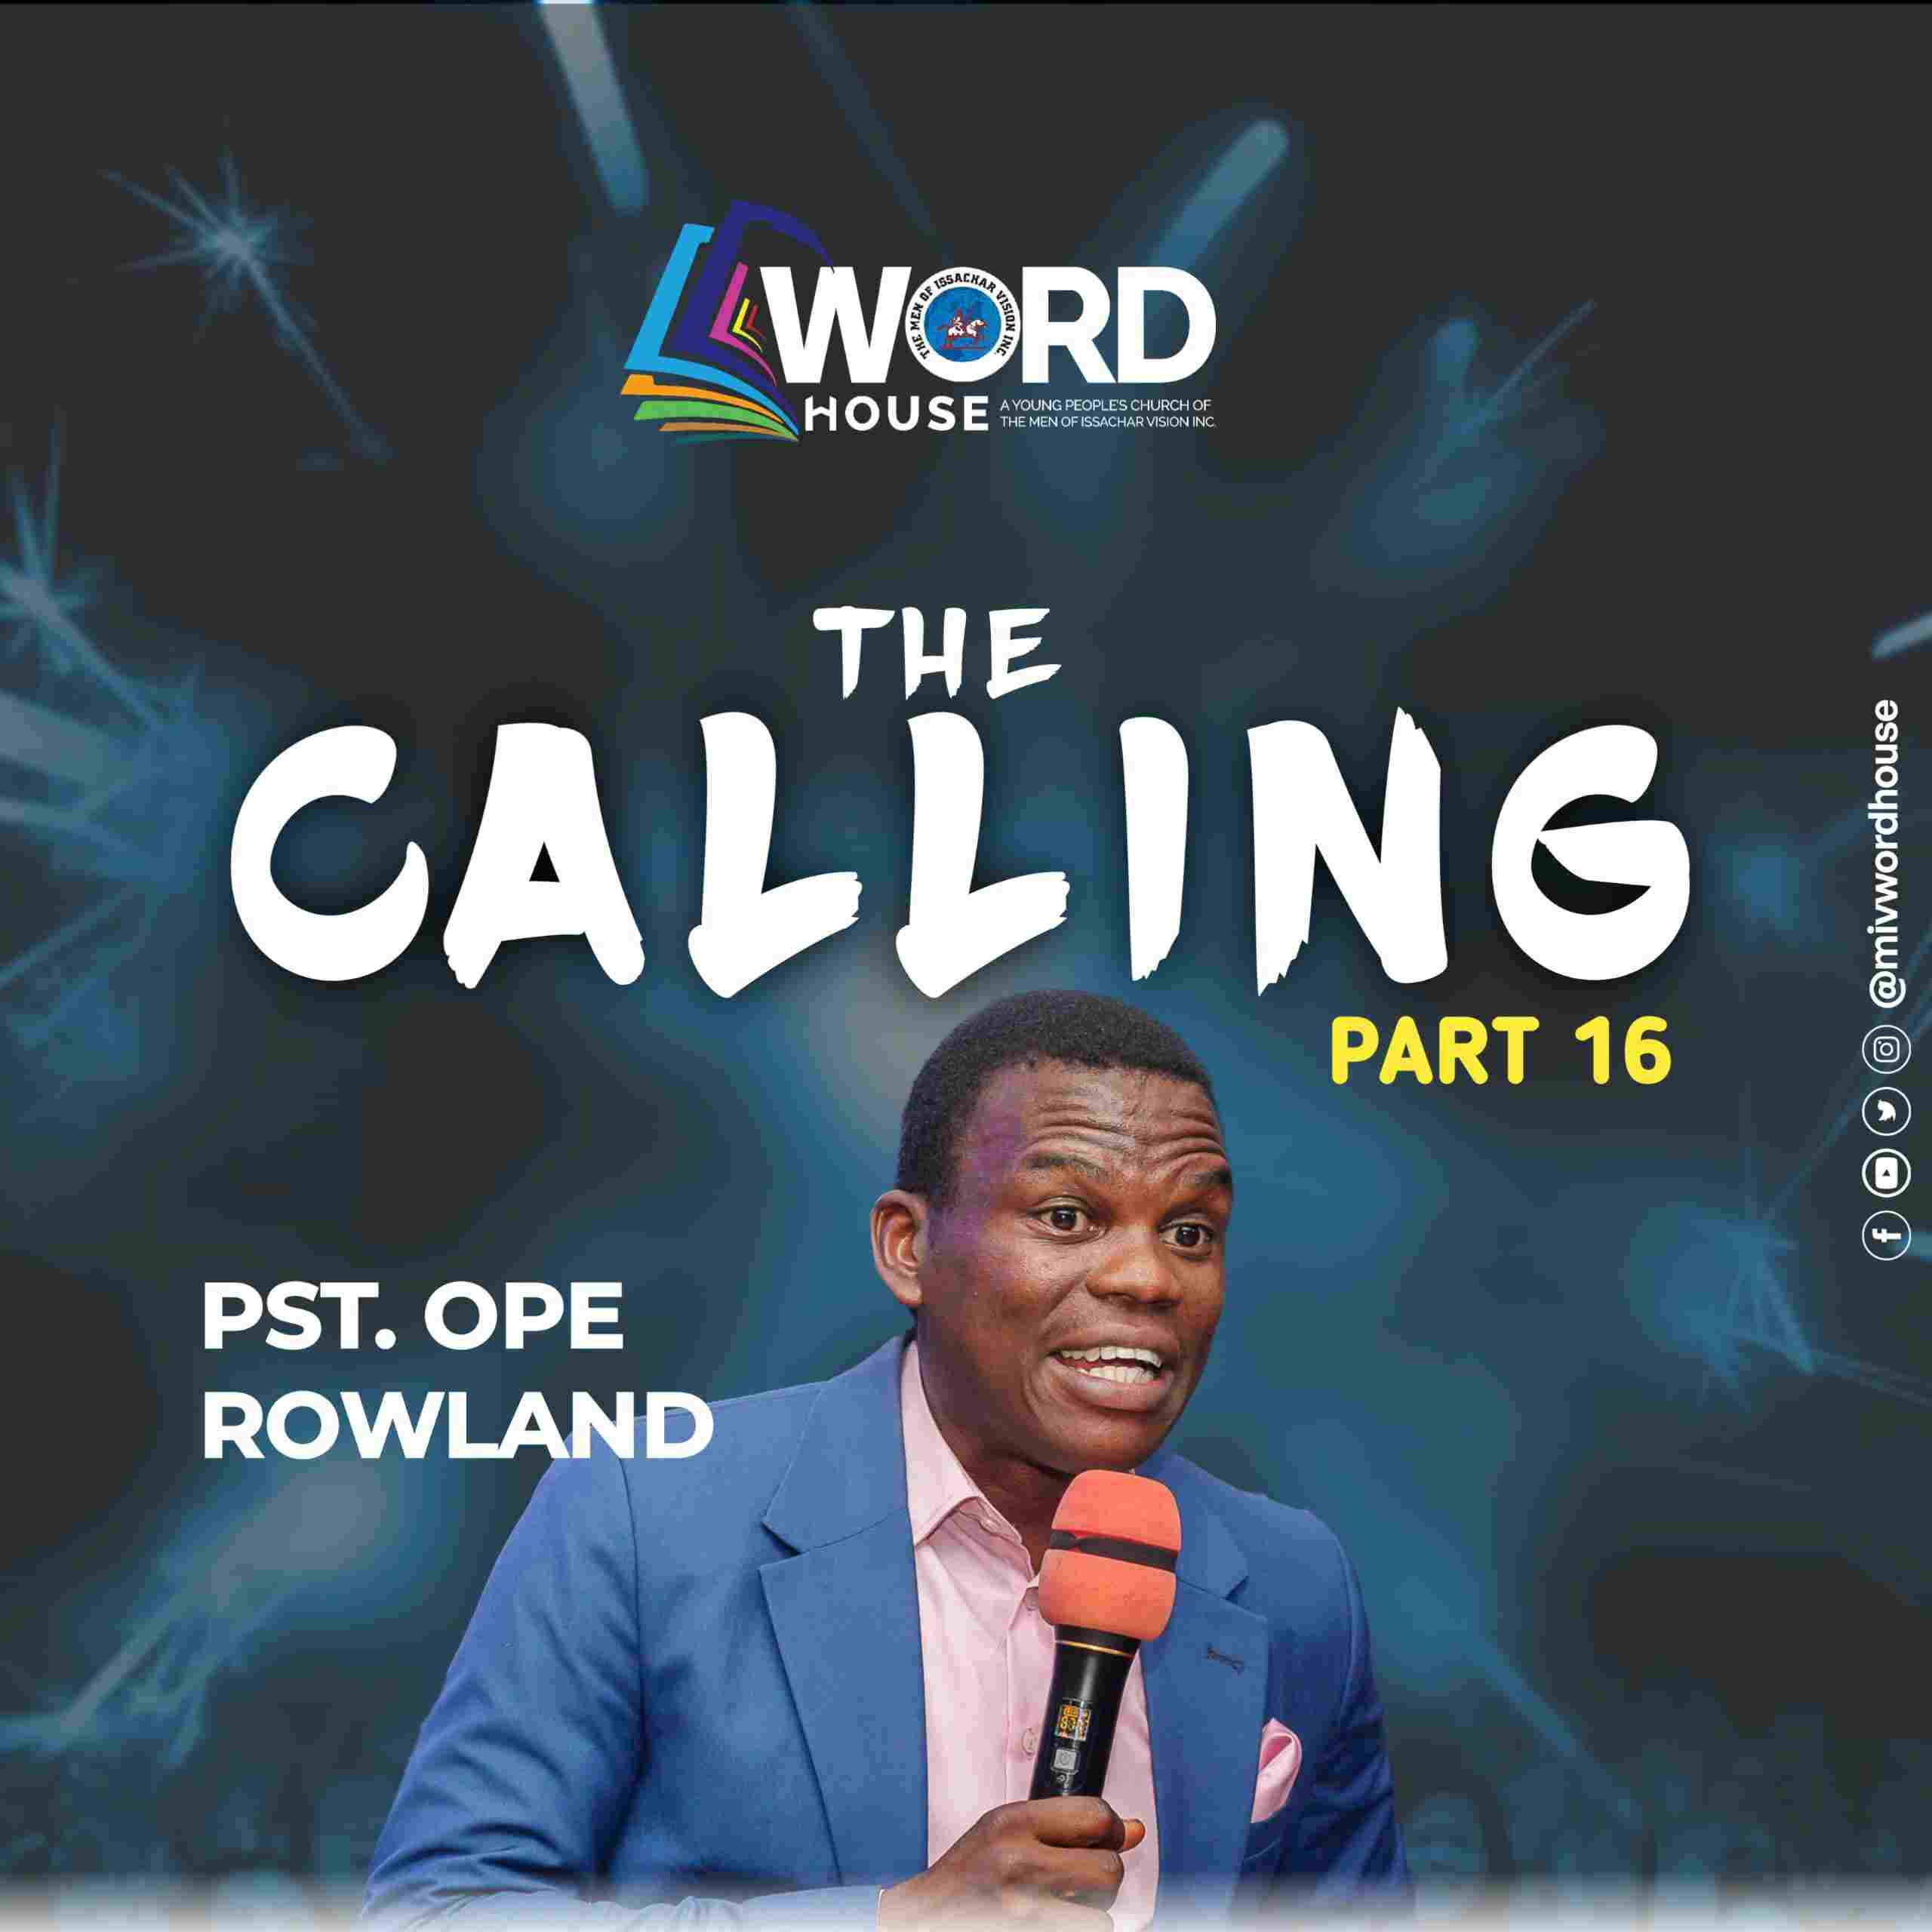 WORD
THE MEN OF ISSACHAR VISION INC.
HOUSE
A YOUNG PEOPLE'S CHURCH OF
THE MEN OF ISSACHAR VISION INC.
THE
CALLING
PART 16
PST. OPE
ROWLAND
@mivwordhouse